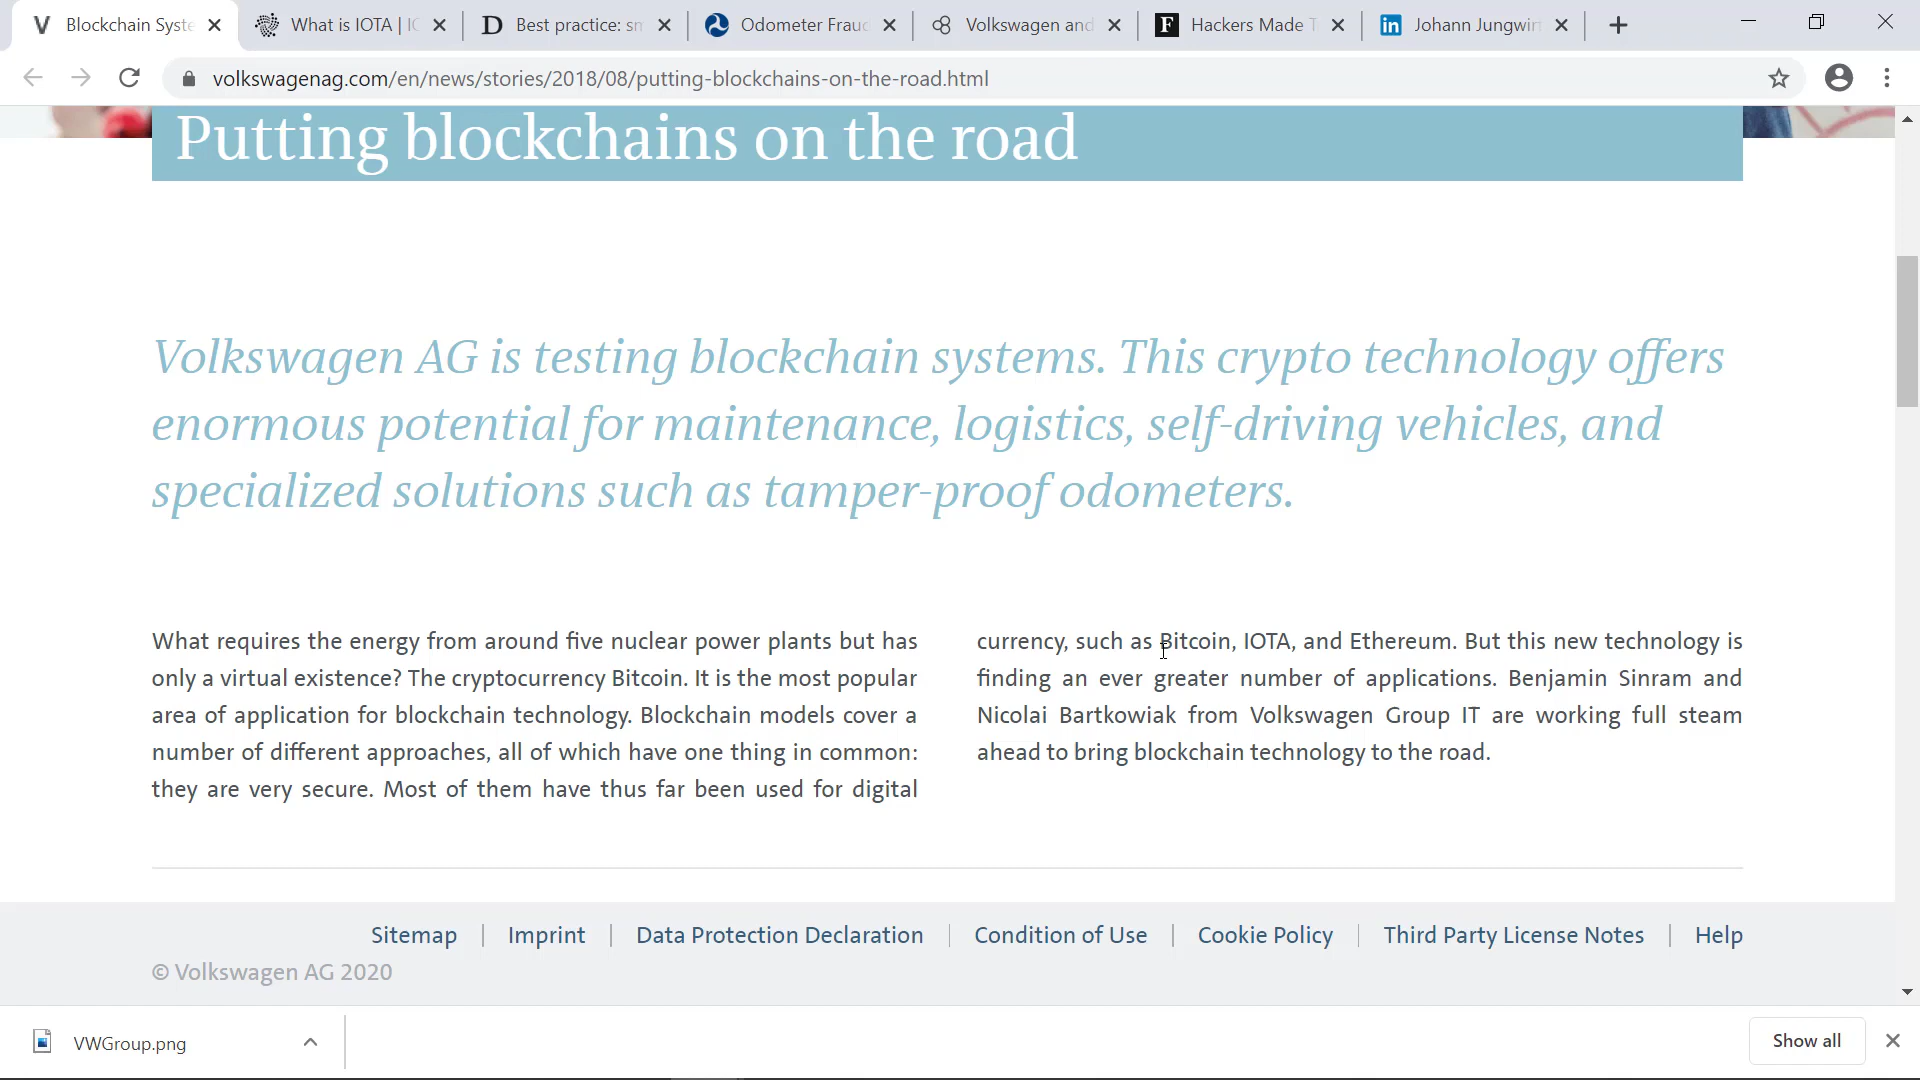 Blockchain Syste
What is IOTA | IO
Best practice: sm
Odometer Fraud
Volkswagen and
Hackers Made T
Johann Jungwirt
volkswagenag.com/en/news/stories/2018/08/putting-blockchains-on-the-road.html
Putting blockchains on the road
Volkswagen AG is testing blockchain systems. This crypto technology offers
enormous potential for maintenance, logistics, self-driving vehicles, and
specialized solutions such as tamper-proof odometers.
What requires the energy from around five nuclear power plants but has
only a virtual existence? The cryptocurrency Bitcoin. It is the most popular
area of application for blockchain technology. Blockchain models cover a
number of different approaches, all of which have one thing in common:
they are very secure. Most of them have thus far been used for digital
currency, such as Bitcoin, IOTA, and Ethereum. But this new technology is
finding an ever greater number of applications. Benjamin Sinram and
Nicolai Bartkowiak from Volkswagen Group IT are working full steam
ahead to bring blockchain technology to the road.
Sitemap | Imprint | Data Protection Declaration | Condition of Use | Cookie Policy | Third Party License Notes | Help
© Volkswagen AG 2020
VWGroup.png
Show all